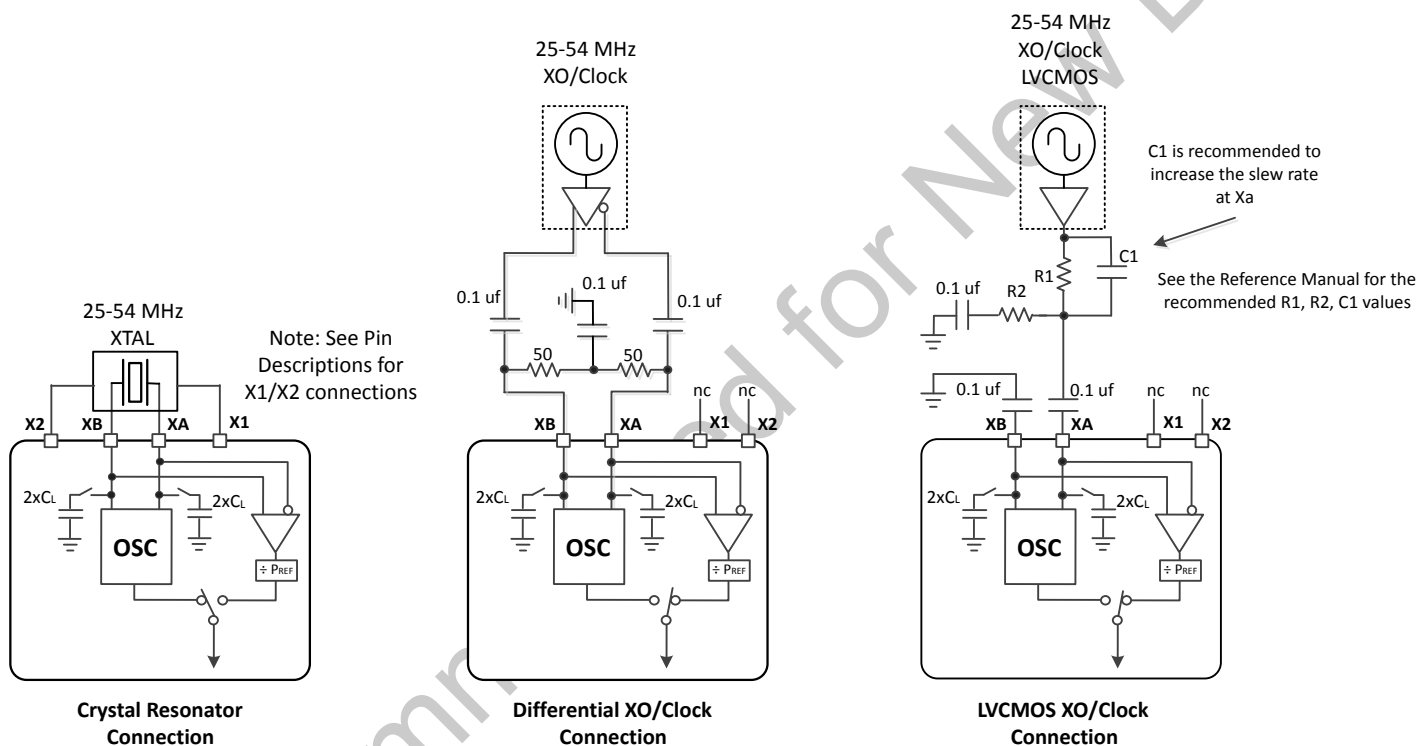 25-54 MHz
XTAL
Note: See Pin
Descriptions for
X1/X2 connections
X2
XB
XA
X1
2xCL
2xCL
OSC
÷ PREF
Crystal Resonator
Connection
25-54 MHz
XO/Clock
0.1 uf
0.1 uf
0.1 uf
50
50
nc
nc
XB
XA
X1
X2
2xCL
2xCL
OSC
÷ PREF
Differential XO/Clock
Connection
25-54 MHz
XO/Clock
LVCMOS
C1 is recommended to
increase the slew rate
at Xa
C1
R1
See the Reference Manual for the
recommended R1, R2, C1 values
0.1 uf
R2
0.1 uf
0.1 uf
nc
nc
XB
XA
X1
X2
2xCL
2xCL
OSC
÷ PREF
LVCMOS XO/Clock
Connection
for New